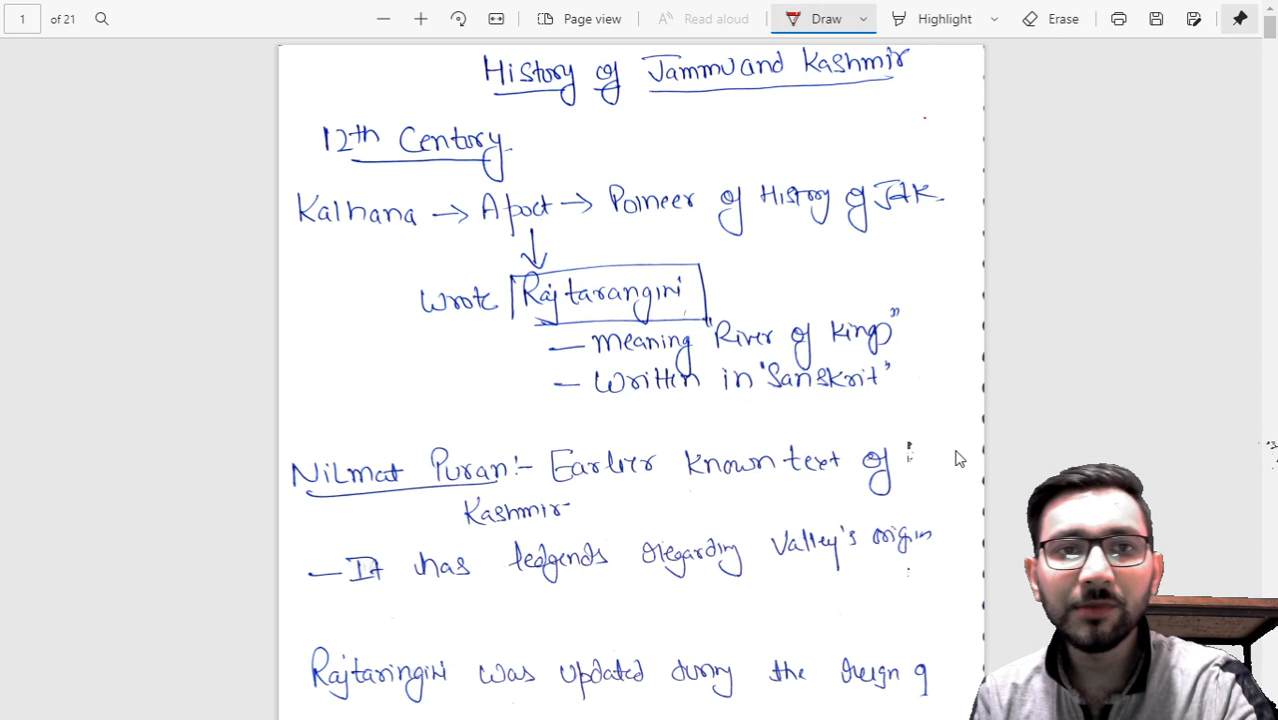 1 of 21 Page view Read aloud Draw Highlight Erase
History of Jammu and Kashmir
12th Century
Kalhana → A poet → Poineer of History of J&K.
Wrote Rajtarangini
— meaning "River of Kings"
— Written in "Sanskrit"
Nilmat Puran:- Earlier known text of
Kashmir
— It has ledgends regarding Valley's origin
Rajtaringini was updated during the reign of